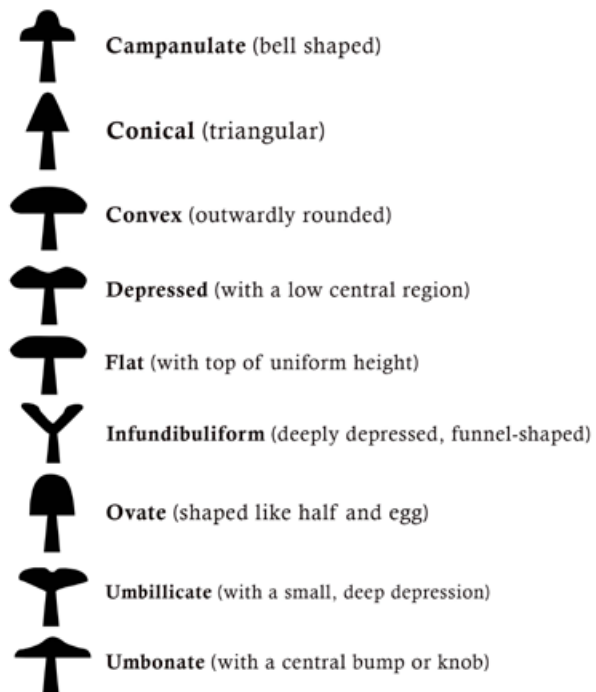 Campanulate (bell shaped)
Conical (triangular)
Convex (outwardly rounded)
Depressed (with a low central region)
Flat (with top of uniform height)
Infundibuliform (deeply depressed, funnel-shaped)
Ovate (shaped like half and egg)
Umbillicate (with a small, deep depression)
Umbonate (with a central bump or knob)